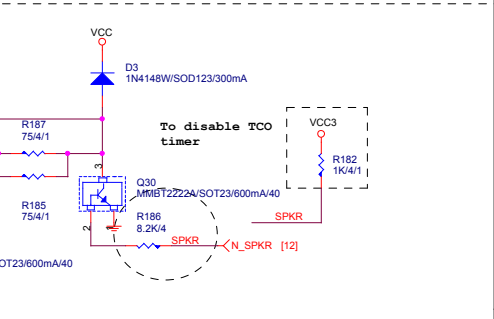 VCC
D3
1N4148W/SOD123/300mA
R187
75/4/1
To disable TCO
timer
VCC3
R182
1K/4/1
3
Q30
MMBT2222A/SOT23/600mA/40
R185
75/4/1
2
R186
8.2K/4
SPKR
SPKR
N_SPKR [12]
OT23/600mA/40